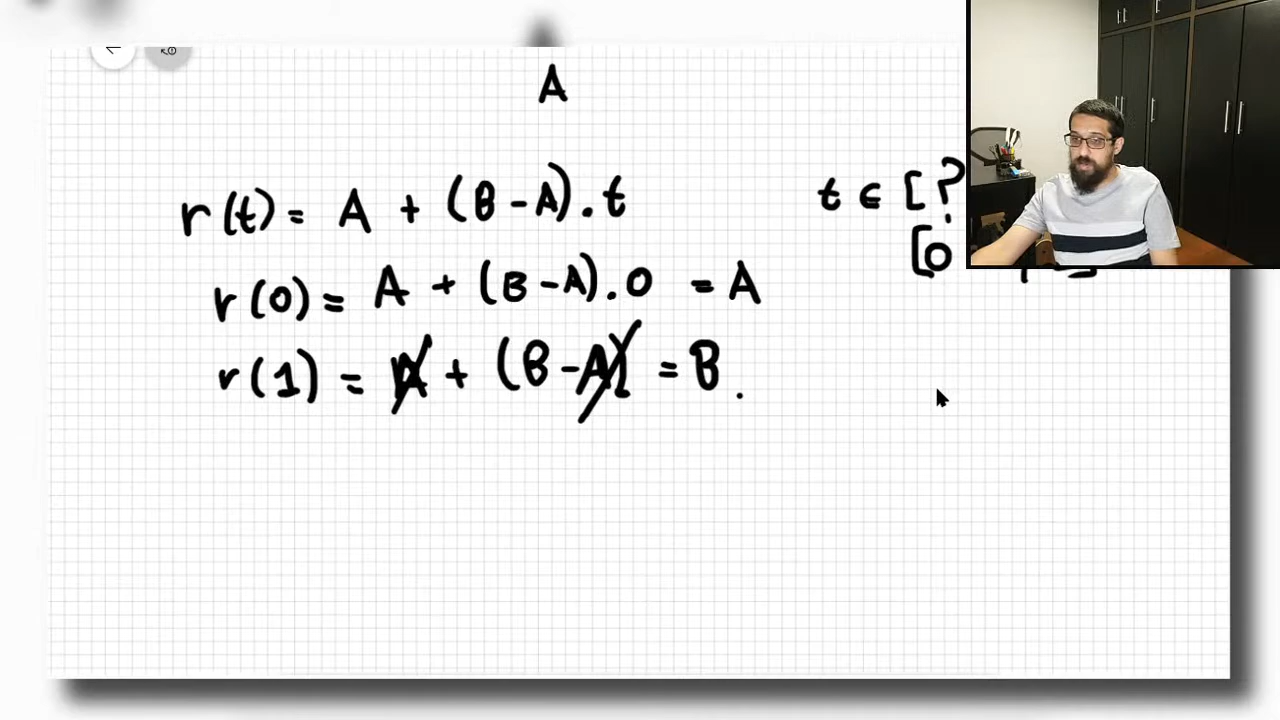 A
r(t) = A + (B - A).t t ∈ [?
[0
r(0) = A + (B - A).0 = A
r(1) = A + (B - A) = B.